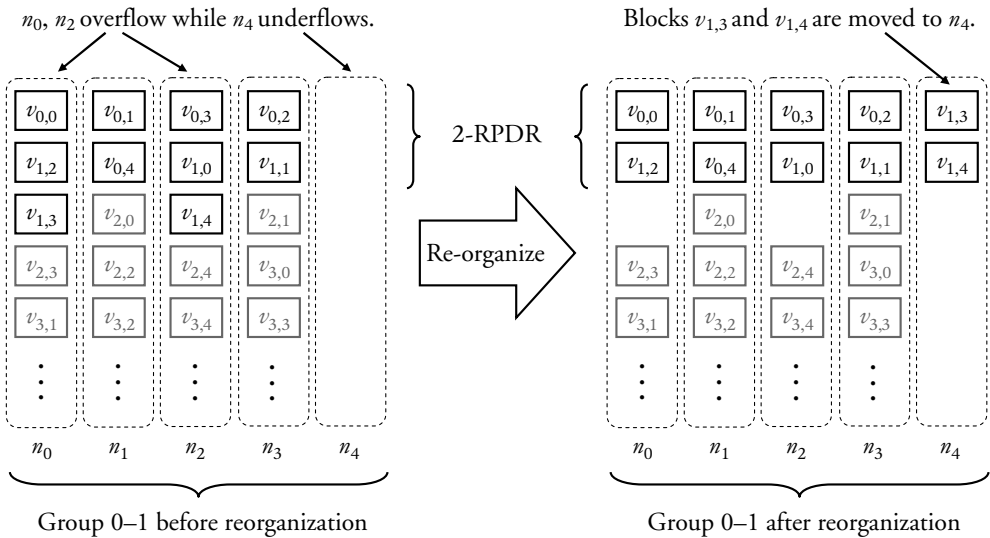 n0, n2 overflow while n4 underflows.
Blocks v1,3 and v1,4 are moved to n4.
v0,0 v0,1 v0,3 v0,2
v1,2 v0,4 v1,0 v1,1
v1,3 v2,0 v1,4 v2,1
v2,3 v2,2 v2,4 v3,0
v3,1 v3,2 v3,4 v3,3
n0 n1 n2 n3 n4
Group 0–1 before reorganization
2-RPDR
Re-organize
v0,0 v0,1 v0,3 v0,2 v1,3
v1,2 v0,4 v1,0 v1,1 v1,4
v2,0 v2,1
v2,3 v2,2 v2,4 v3,0
v3,1 v3,2 v3,4 v3,3
n0 n1 n2 n3 n4
Group 0–1 after reorganization